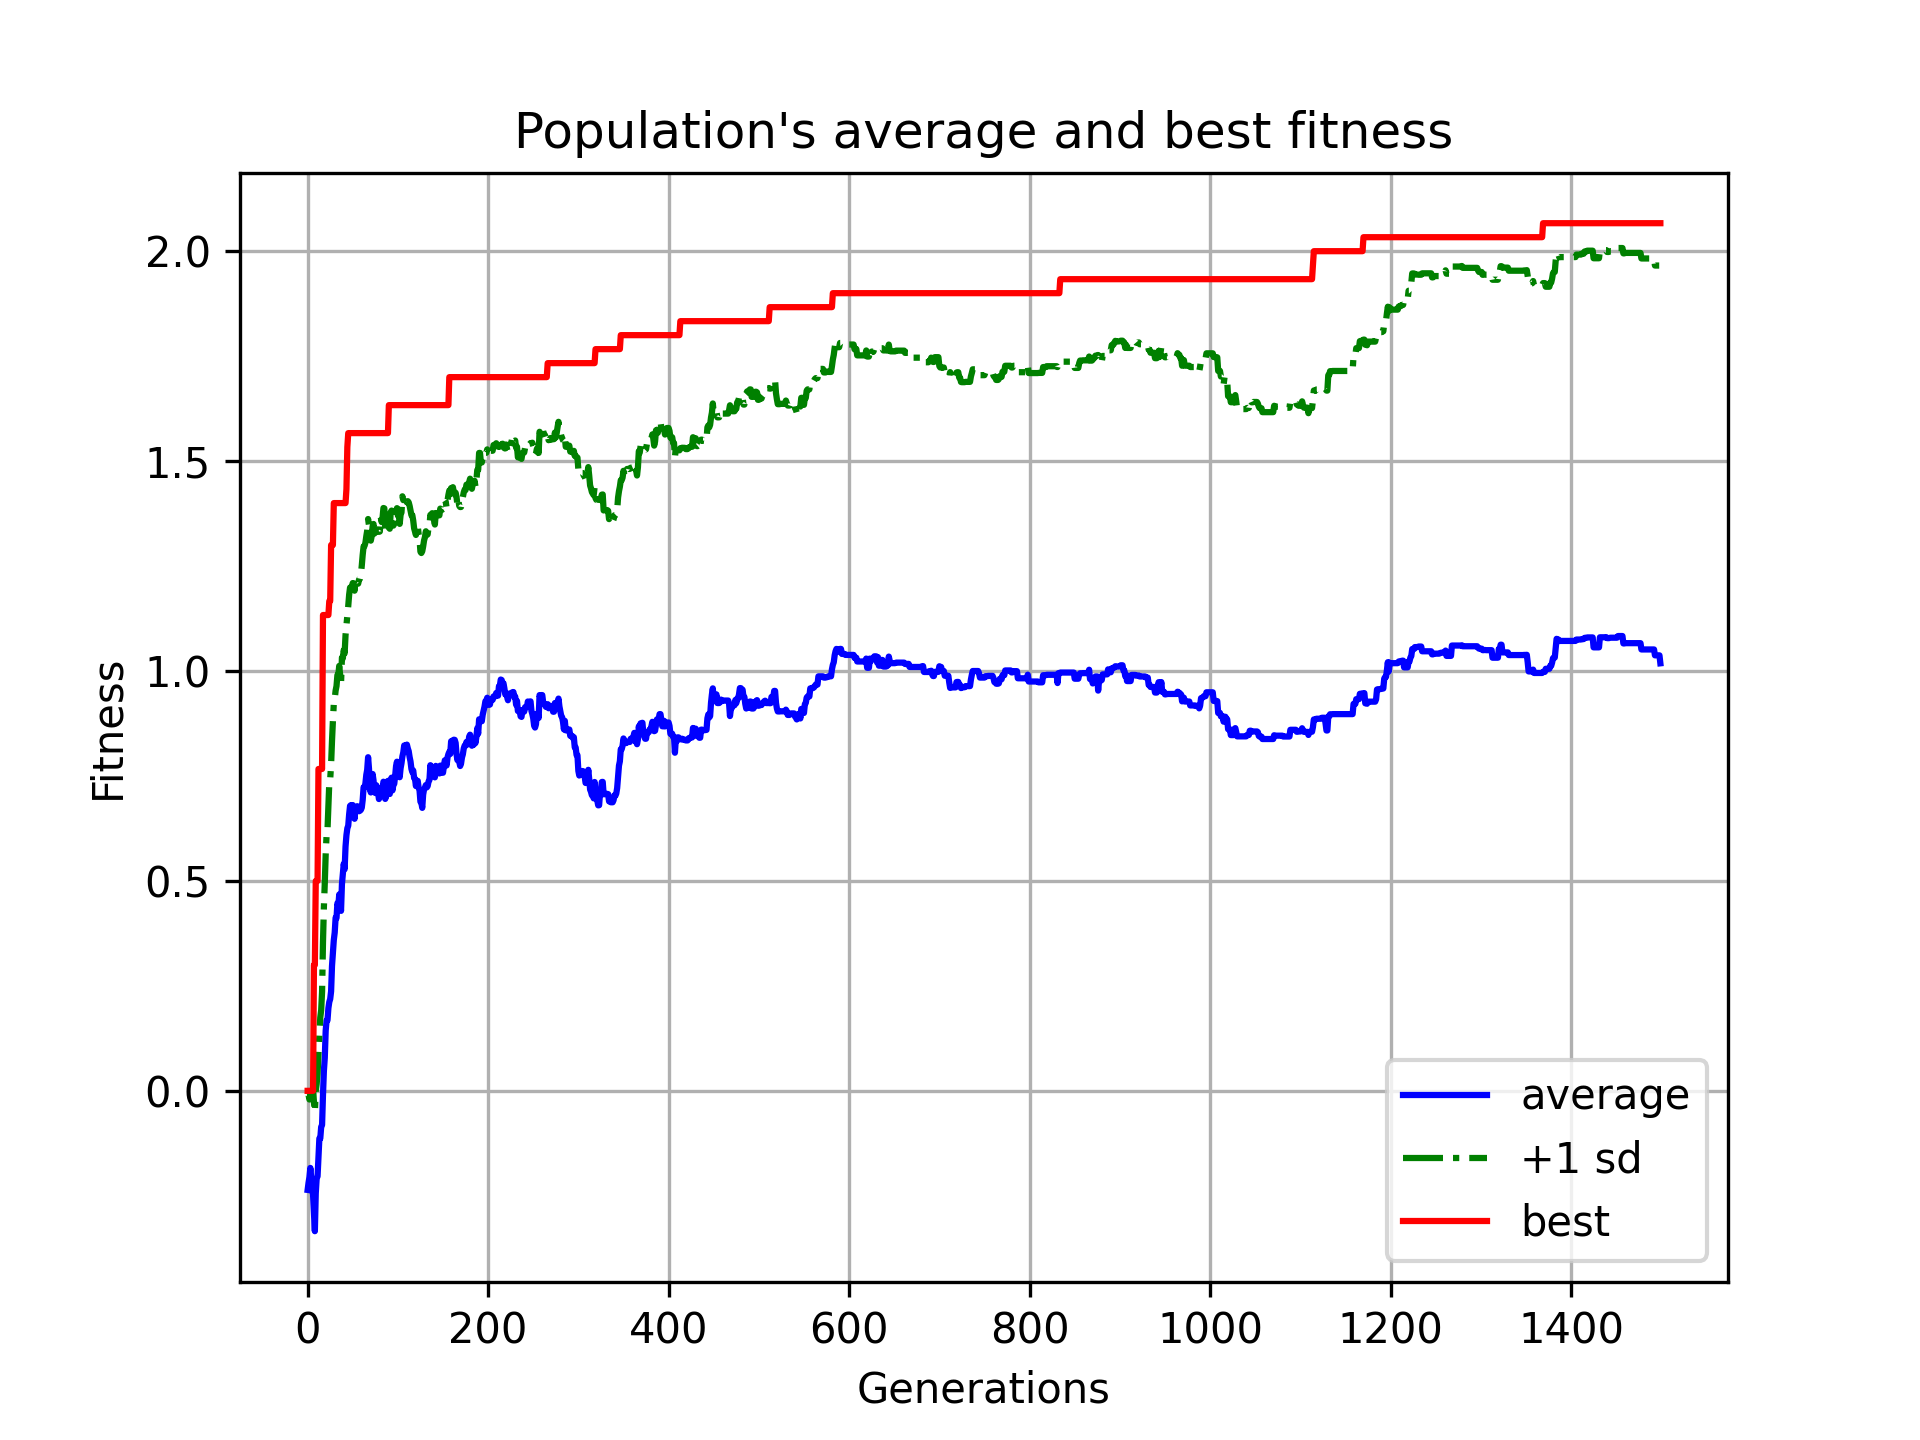 Population's average and best fitness
Fitness
2.0
1.5
1.0
0.5
0.0
0 200 400 600 800 1000 1200 1400
Generations
average
+1 sd
best